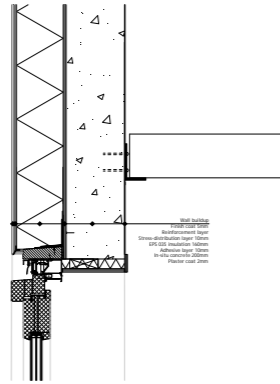 Wall buildup
Finish coat 5mm
Reinforcement layer
Stress-distribution layer 10mm
EPS 035 insulation 160mm
Adhesive layer 10mm
In-situ concrete 200mm
Plaster coat 2mm